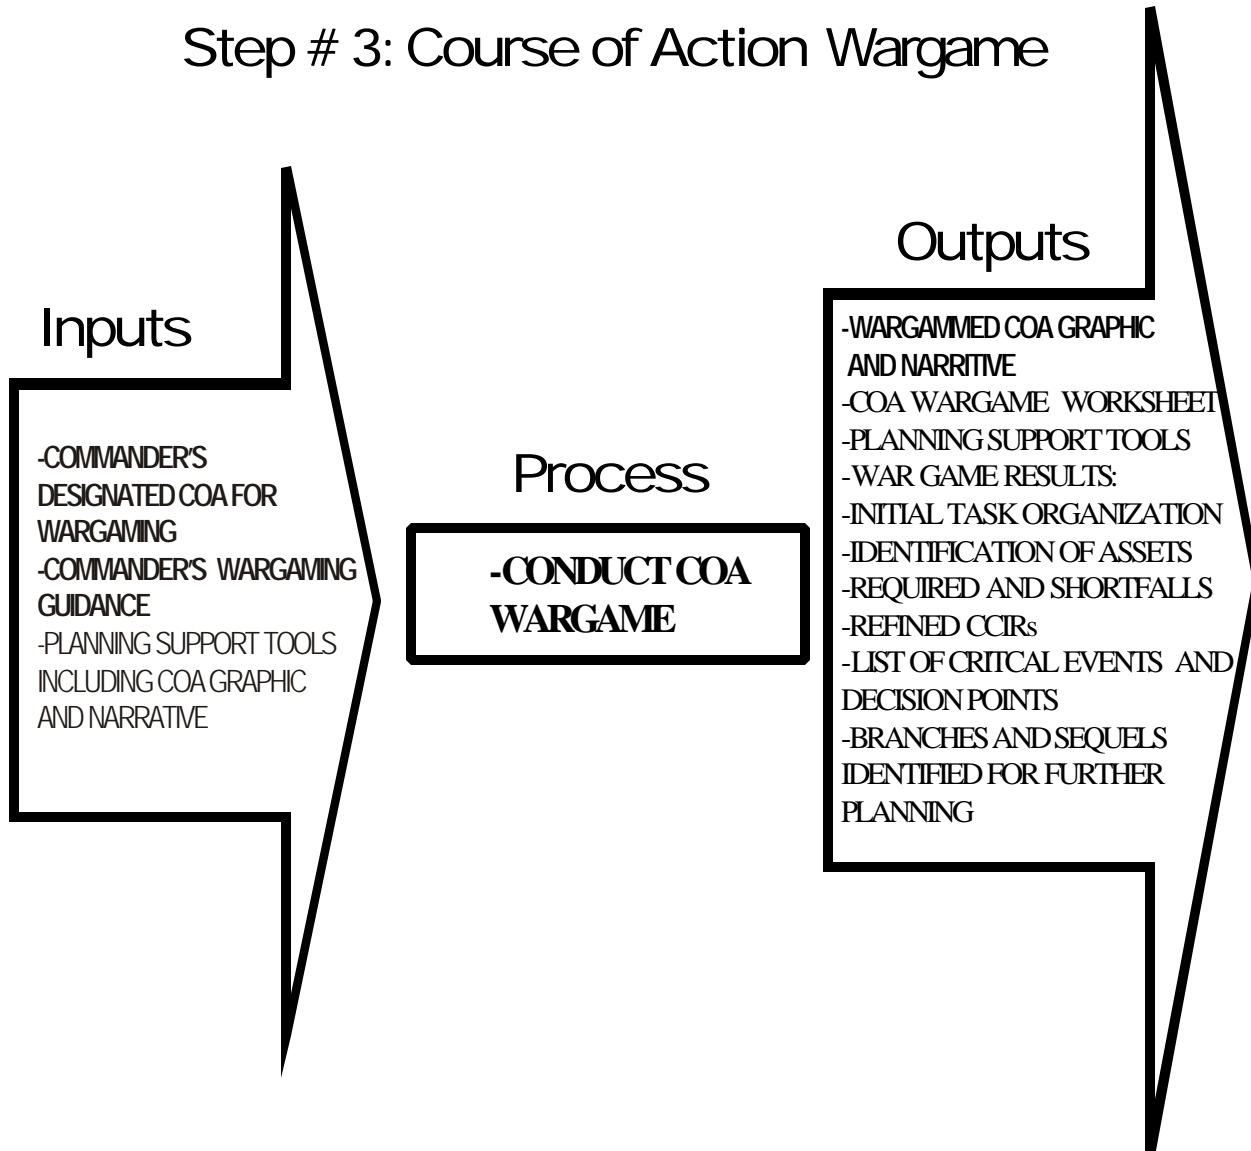 Step # 3: Course of Action Wargame
Inputs
-COMMANDER'S
DESIGNATED COA FOR
WARGAMING
-COMMANDER'S WARGAMING
GUIDANCE
-PLANNING SUPPORT TOOLS
INCLUDING COA GRAPHIC
AND NARRATIVE
Process
-CONDUCT COA
WARGAME
Outputs
-WARGAMMED COA GRAPHIC
AND NARRITIVE
-COA WARGAME WORKSHEET
-PLANNING SUPPORT TOOLS
-WAR GAME RESULTS:
-INITIAL TASK ORGANIZATION
-IDENTIFICATION OF ASSETS
-REQUIRED AND SHORTFALLS
-REFINED CCIRs
-LIST OF CRITCAL EVENTS AND
DECISION POINTS
-BRANCHES AND SEQUELS
IDENTIFIED FOR FURTHER
PLANNING